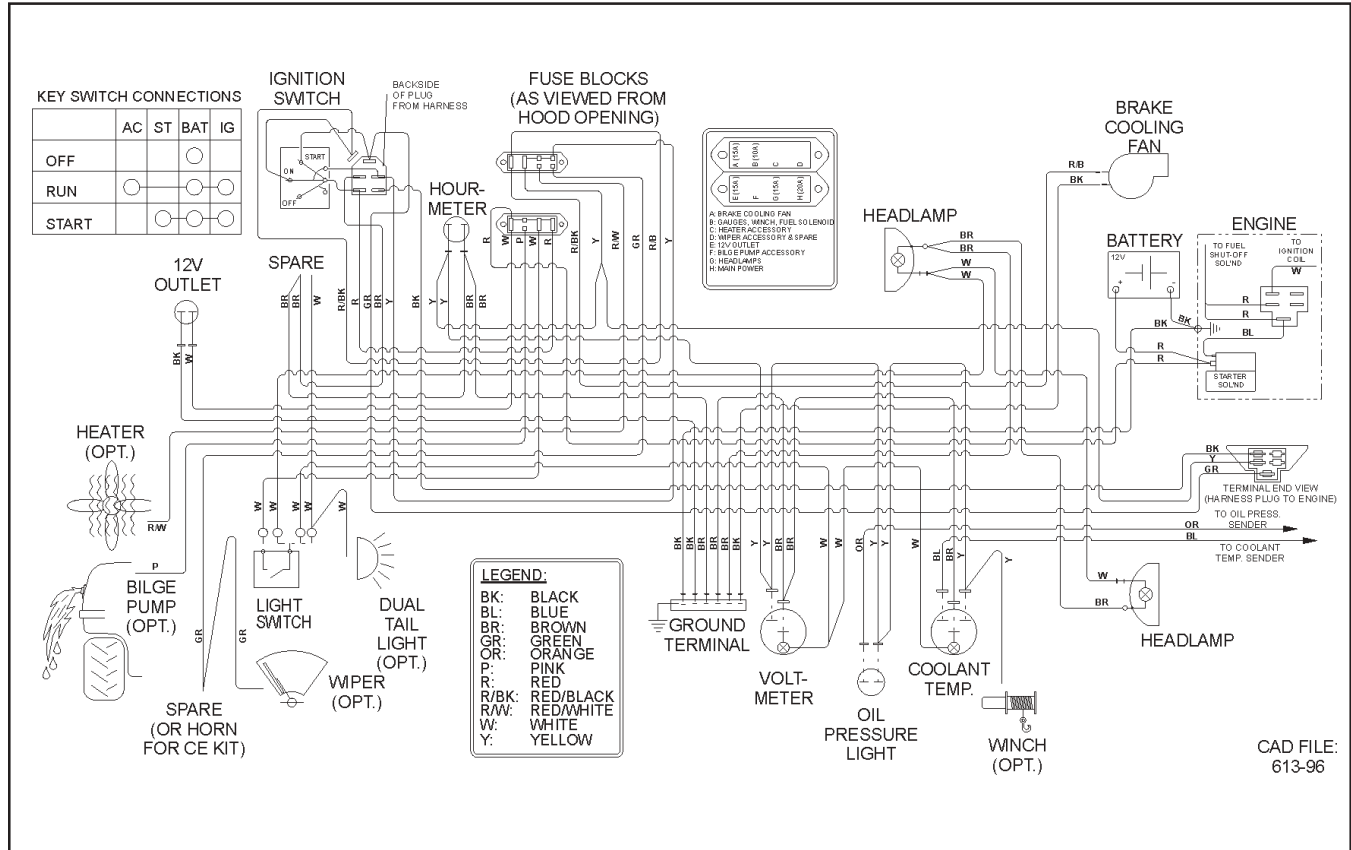 KEY SWITCH CONNECTIONS
AC ST BAT IG
OFF
RUN
START
IGNITION
SWITCH
BACKSIDE
OF PLUG
FROM HARNESS
START
ON
OFF
FUSE BLOCKS
(AS VIEWED FROM
HOOD OPENING)
A (15A)
B (10A)
C
D
E (15A)
F
G (15A)
H (20A)
A: BRAKE COOLING FAN
B: GAUGES, WINCH, FUEL SOLENOID
C: HEATER ACCESSORY
D: WIPER ACCESSORY & SPARE
E: 12V OUTLET
F: BILGE PUMP ACCESSORY
G: HEADLAMPS
H: MAIN POWER
BRAKE
COOLING
FAN
R/B
BK
HOUR-
METER
HEADLAMP
BR
BR
W
W
BATTERY
12V
+
-
BK
BK
R
R
ENGINE
TO FUEL
SHUT-OFF
SOL'ND
TO
IGNITION
COIL
W
R
R
BL
STARTER
SOL'ND
12V
OUTLET
BK
W
SPARE
BR
BR
W
R/BK
R
GR
BR
Y
BK
Y
Y
BR
BR
R
W
P
W
R
R/BK
Y
R/W
GR
R/B
Y
HEATER
(OPT.)
R/W
P
BILGE
PUMP
(OPT.)
W
W
W
W
W
LIGHT
SWITCH
DUAL
TAIL
LIGHT
(OPT.)
GR
GR
SPARE
(OR HORN
FOR CE KIT)
WIPER
(OPT.)
LEGEND:
BK: BLACK
BL: BLUE
BR: BROWN
GR: GREEN
OR: ORANGE
P: PINK
R: RED
R/BK: RED/BLACK
R/W: RED/WHITE
W: WHITE
Y: YELLOW
BK
BK
BR
BR
BR
BR
BK
GROUND
TERMINAL
Y
Y
BR
BR
W
W
VOLT-
METER
OR
Y
Y
OIL
PRESSURE
LIGHT
W
BL
BR
Y
Y
COOLANT
TEMP.
WINCH
(OPT.)
BK
Y
GR
TERMINAL END VIEW
(HARNESS PLUG TO ENGINE)
TO OIL PRESS.
SENDER
OR
BL
TO COOLANT
TEMP. SENDER
W
BR
HEADLAMP
CAD FILE:
613-96